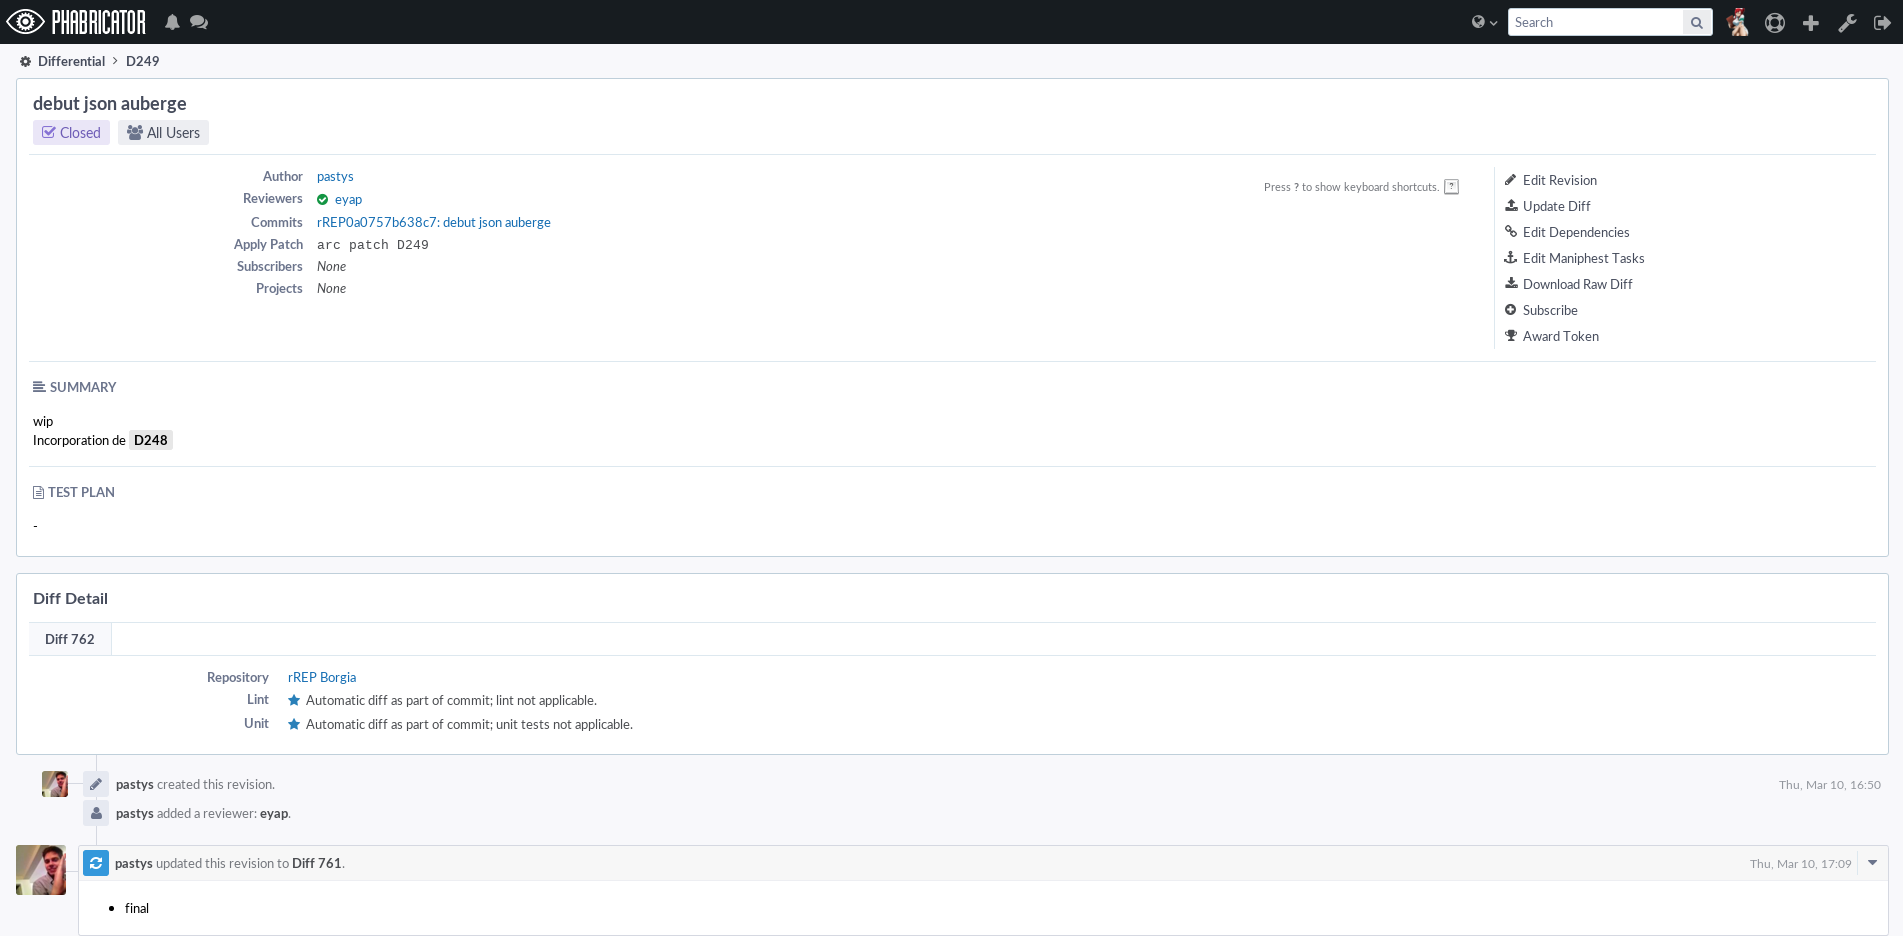 PHABRICATOR
Search
Differential > D249
debut json auberge
Closed All Users
Author pastys
Reviewers eyap
Commits rREP0a0757b638c7: debut json auberge
Apply Patch arc patch D249
Subscribers None
Projects None
Press ? to show keyboard shortcuts. ?
Edit Revision
Update Diff
Edit Dependencies
Edit Maniphest Tasks
Download Raw Diff
Subscribe
Award Token
SUMMARY
wip
Incorporation de D248
TEST PLAN
-
Diff Detail
Diff 762
Repository rREP Borgia
Lint Automatic diff as part of commit; lint not applicable.
Unit Automatic diff as part of commit; unit tests not applicable.
pastys created this revision. Thu, Mar 10, 16:50
pastys added a reviewer: eyap.
pastys updated this revision to Diff 761. Thu, Mar 10, 17:09
• final